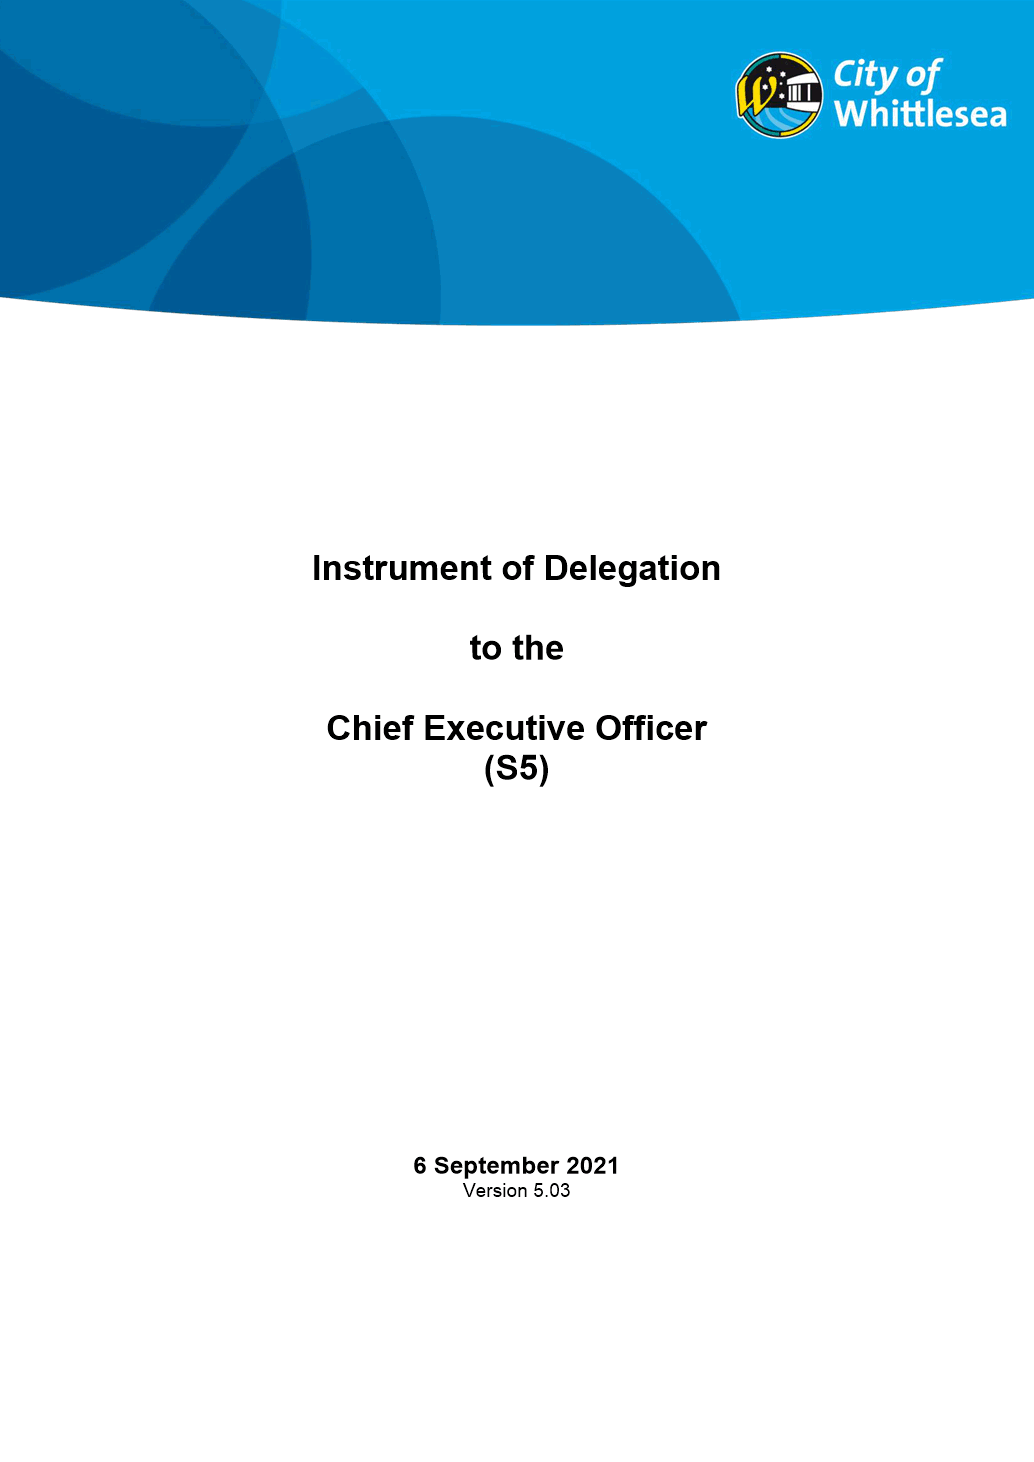 City of
Whittlesea
Instrument of Delegation
to the
Chief Executive Officer
(S5)
6 September 2021
Version 5.03